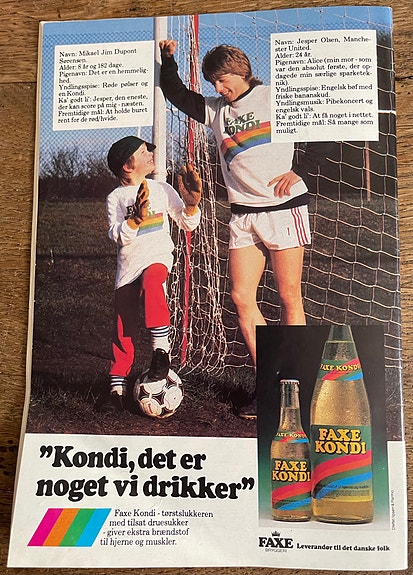 Navn: Mikael Jim Dupont
Sørensen.
Alder: 8 år og 182 dage.
Pigenavn: Det er en hemmelig-
hed.
Yndlingsspise: Røde pølser og
en Kondi.
Ka' godt li': Jesper, den eneste,
der kan score på mig - næsten.
Fremtidige mål: At holde buret
rent for de rød/hvide.
Navn: Jesper Olsen, Manche-
ster United.
Alder: 24 år.
Pigenavn: Alice (min mor - som
var den absolut første, der op-
dagede min særlige sparketek-
nik).
Yndlingsspise: Engelsk bøf med
friske bananskud.
Yndlingsmusik: Pibekoncert og
engelsk vals.
Ka' godt li': At få noget i nettet.
Fremtidige mål: Så mange som
muligt.
FAXE
KONDI
1
FAXE KONDI
FAXE
KONDI
FAXE
KONDI
"Kondi, det er
noget vi drikker"
Faxe Kondi - tørstslukkeren
med tilsat druesukker
- giver ekstra brændstof
til hjerne og muskler.
FAXE
BRYGGERI
Leverandør til det danske folk